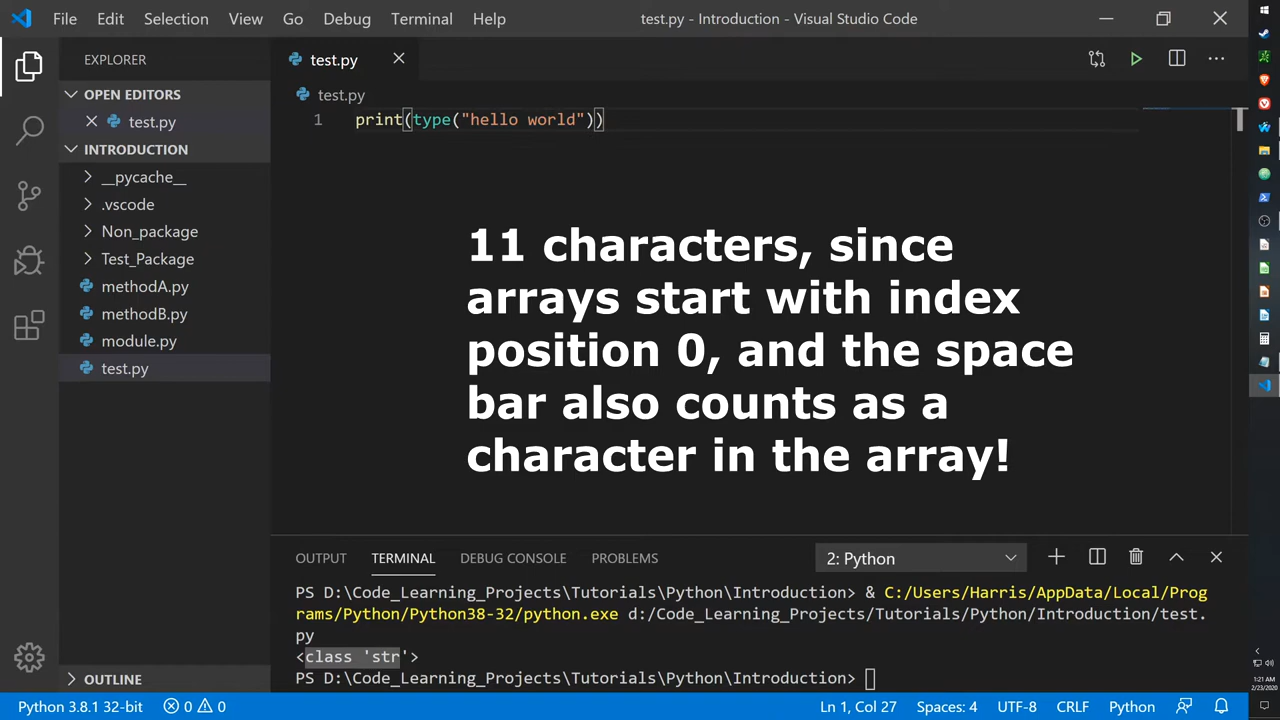 File Edit Selection View Go Debug Terminal Help test.py - Introduction - Visual Studio Code
EXPLORER
OPEN EDITORS
test.py
INTRODUCTION
__pycache__
.vscode
Non_package
Test_Package
methodA.py
methodB.py
module.py
test.py
OUTLINE
test.py
test.py
1 print(type("hello world"))
11 characters, since
arrays start with index
position 0, and the space
bar also counts as a
character in the array!
OUTPUT TERMINAL DEBUG CONSOLE PROBLEMS 2: Python
PS D:\Code_Learning_Projects\Tutorials\Python\Introduction> & C:/Users/Harris/AppData/Local/Prog
rams/Python/Python38-32/python.exe d:/Code_Learning_Projects/Tutorials/Python/Introduction/test.
py
<class 'str'>
PS D:\Code_Learning_Projects\Tutorials\Python\Introduction>
Python 3.8.1 32-bit 0 0 Ln 1, Col 27 Spaces: 4 UTF-8 CRLF Python
1:21 AM
2/23/2020